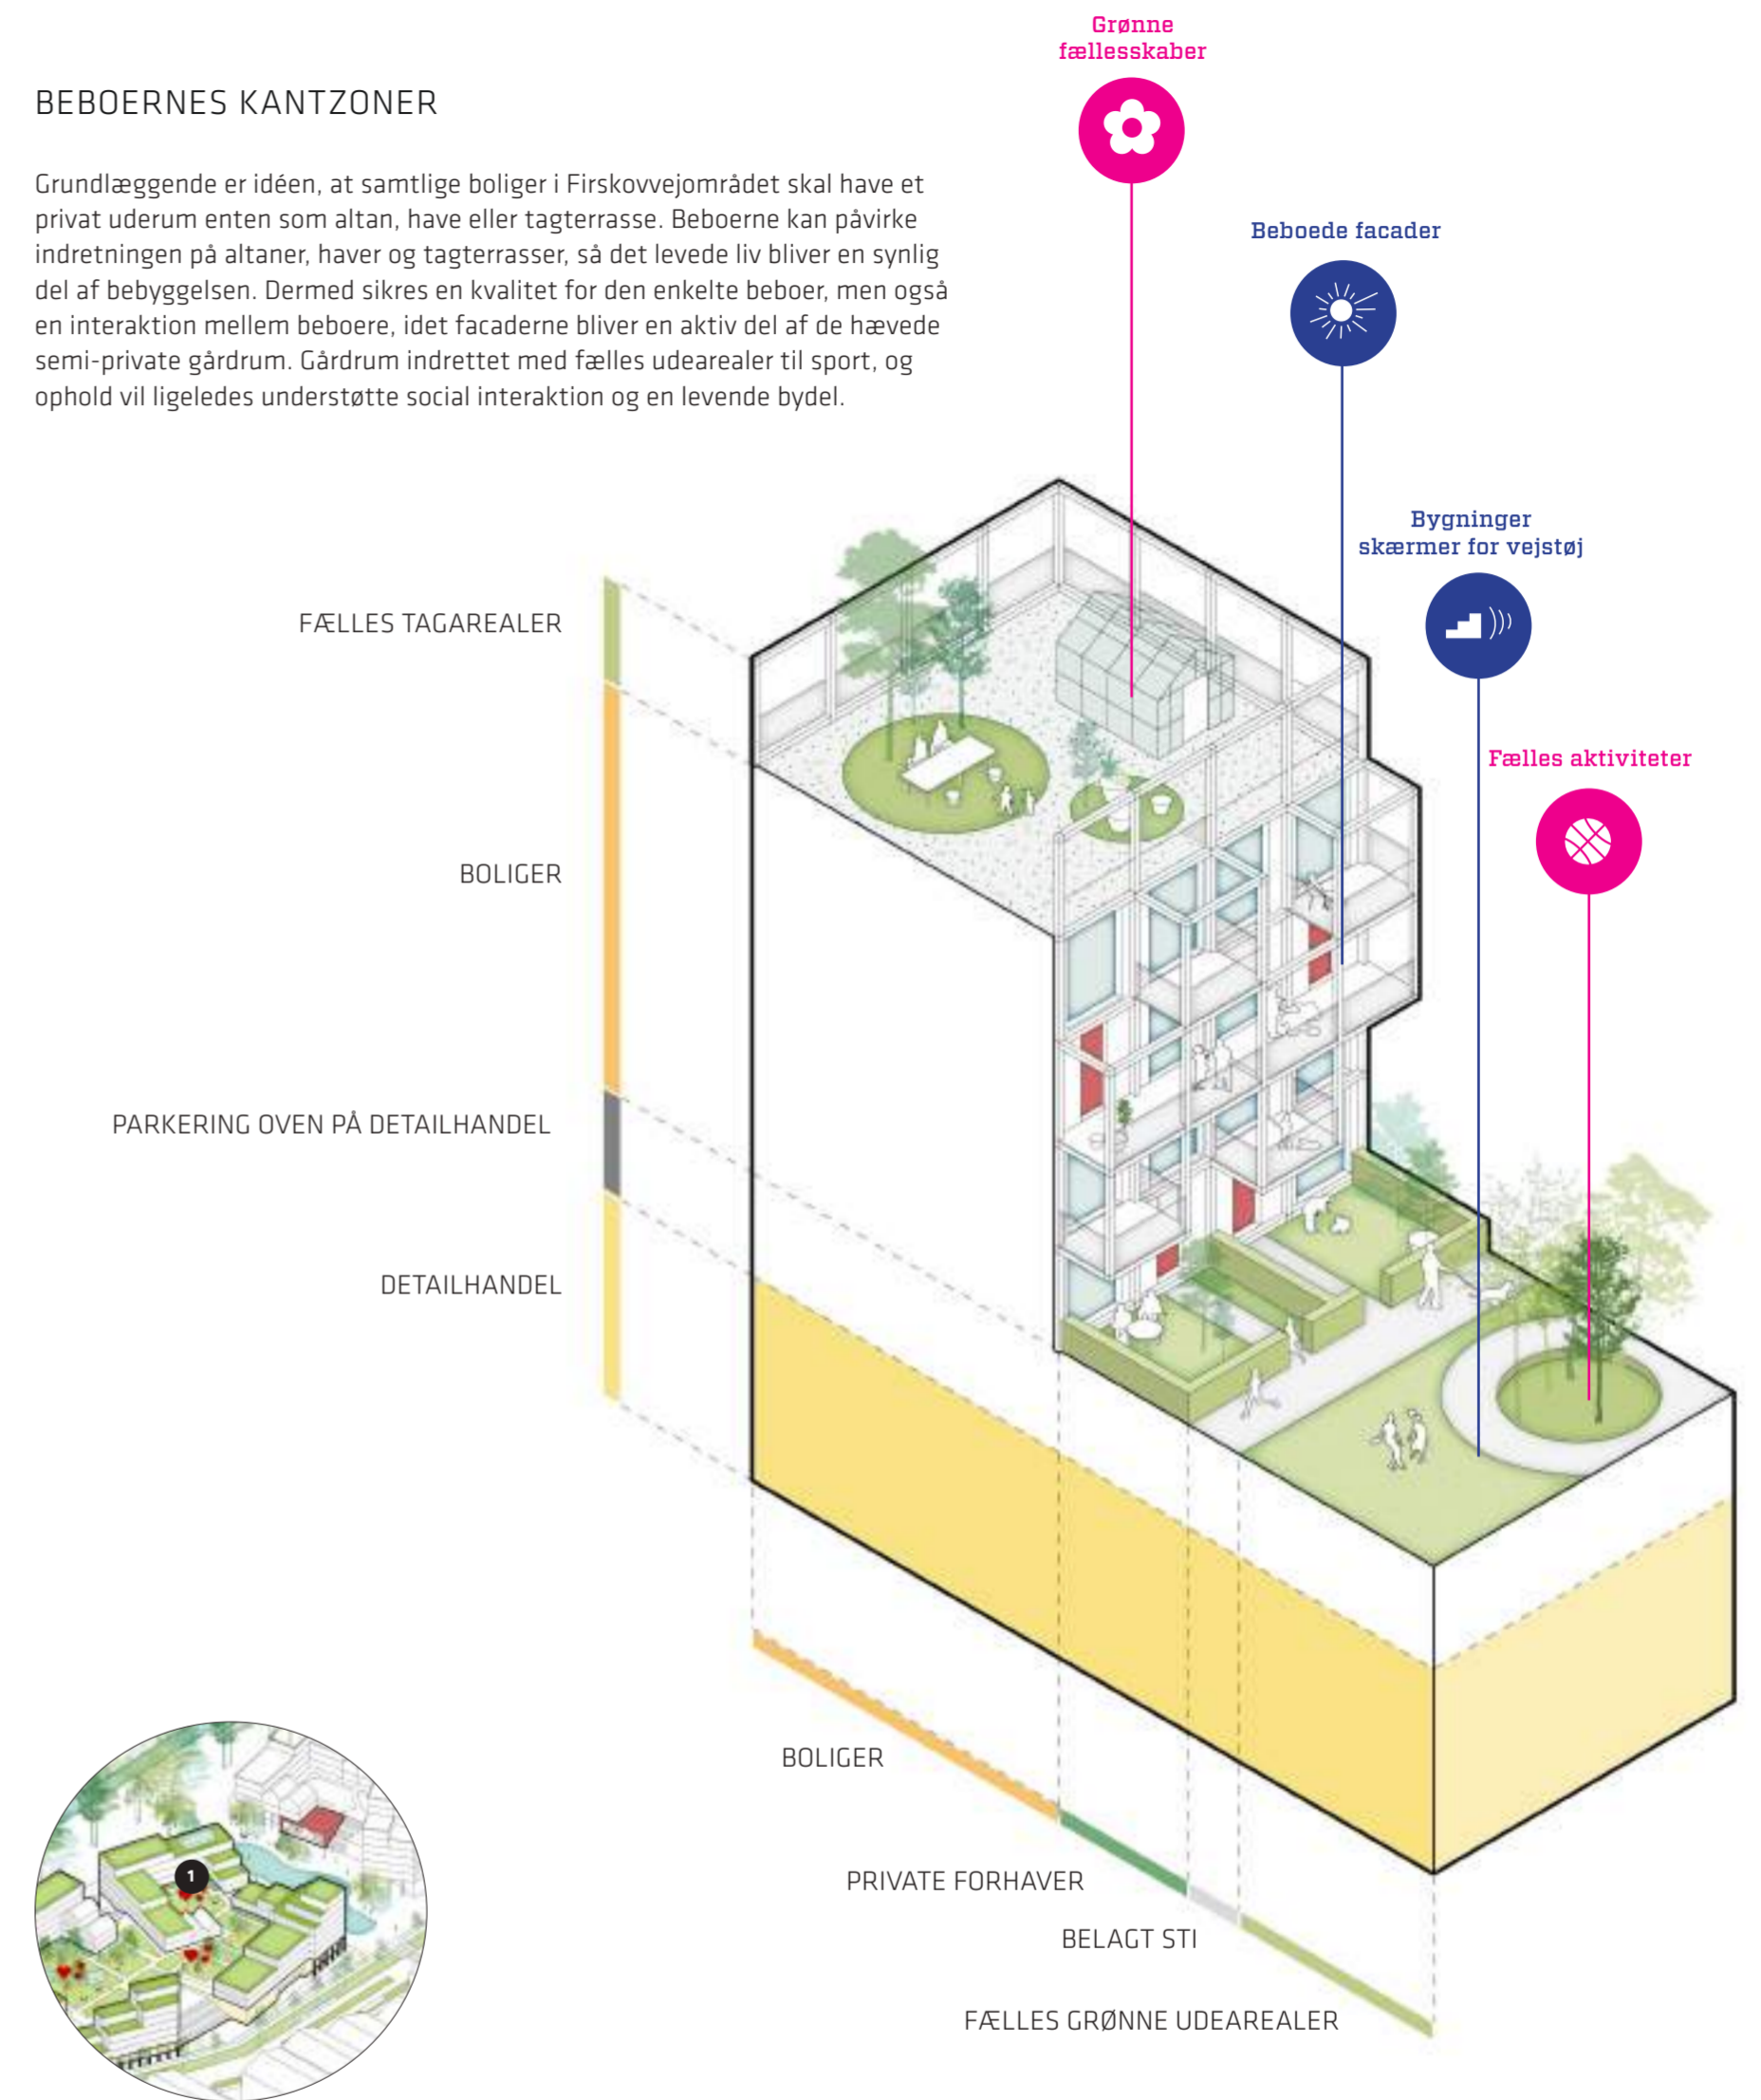 BEBOERNES KANTZONER
Grundlæggende er idéen, at samtlige boliger i Firskovvejområdet skal have et
privat uderum enten som altan, have eller tagterrasse. Beboerne kan påvirke
indretningen på altaner, haver og tagterrasser, så det levede liv bliver en synlig
del af bebyggelsen. Dermed sikres en kvalitet for den enkelte beboer, men også
en interaktion mellem beboere, idet facaderne bliver en aktiv del af de hævede
semi-private gårdrum. Gårdrum indrettet med fælles udearealer til sport, og
ophold vil ligeledes understøtte social interaktion og en levende bydel.
Grønne
fællesskaber
Beboede facader
Bygninger
skærmer for vejstøj
Fælles aktiviteter
FÆLLES TAGAREALER
BOLIGER
PARKERING OVEN PÅ DETAILHANDEL
DETAILHANDEL
BOLIGER
PRIVATE FORHAVER
BELAGT STI
FÆLLES GRØNNE UDEAREALER
1